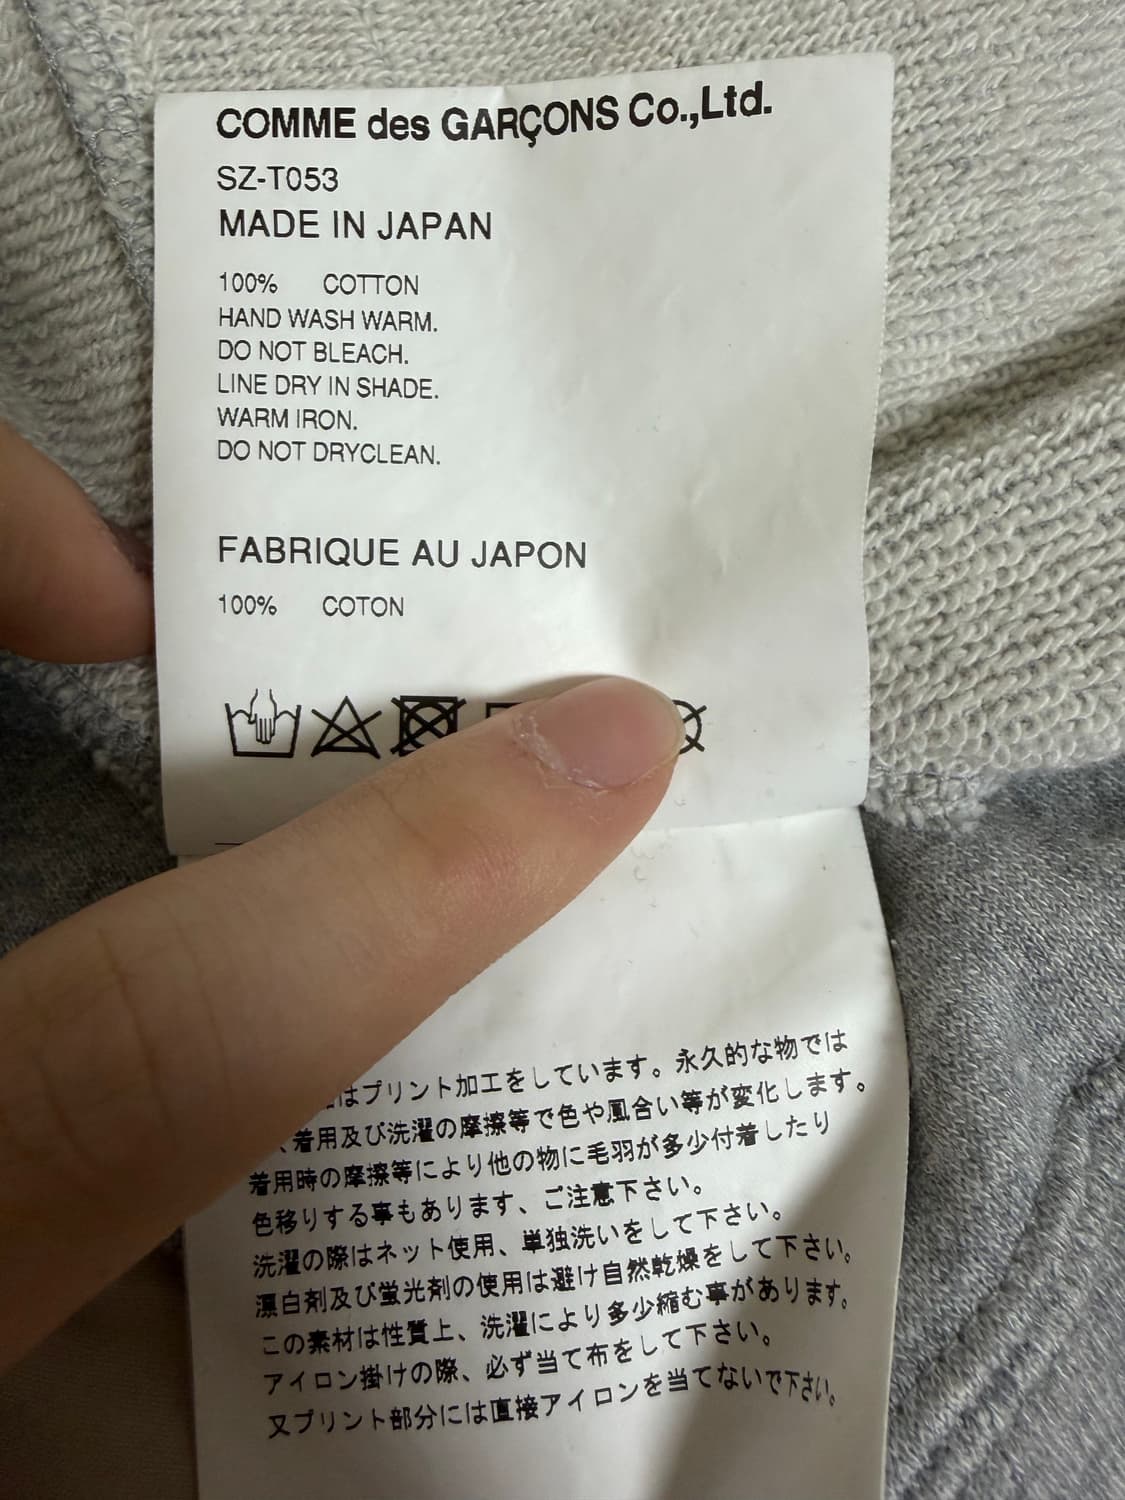 COMME des GARÇONS Co.,Ltd.
SZ-T053
MADE IN JAPAN
100% COTTON
HAND WASH WARM.
DO NOT BLEACH.
LINE DRY IN SHADE.
WARM IRON.
DO NOT DRYCLEAN.
FABRIQUE AU JAPON
100% COTON
はプリント加工をしています。永久的な物では
、着用及び洗濯の摩擦等で色や風合い等が変化します。
着用時の摩擦等により他の物に毛羽が多少付着したり
色移りする事もあります、ご注意下さい。
洗濯の際はネット使用、単独洗いをして下さい。
漂白剤及び蛍光剤の使用は避け自然乾燥をして下さい。
この素材は性質上、洗濯により多少縮む事があります。
アイロン掛けの際、必ず当て布をして下さい。
又プリント部分には直接アイロンを当てないで下さい。